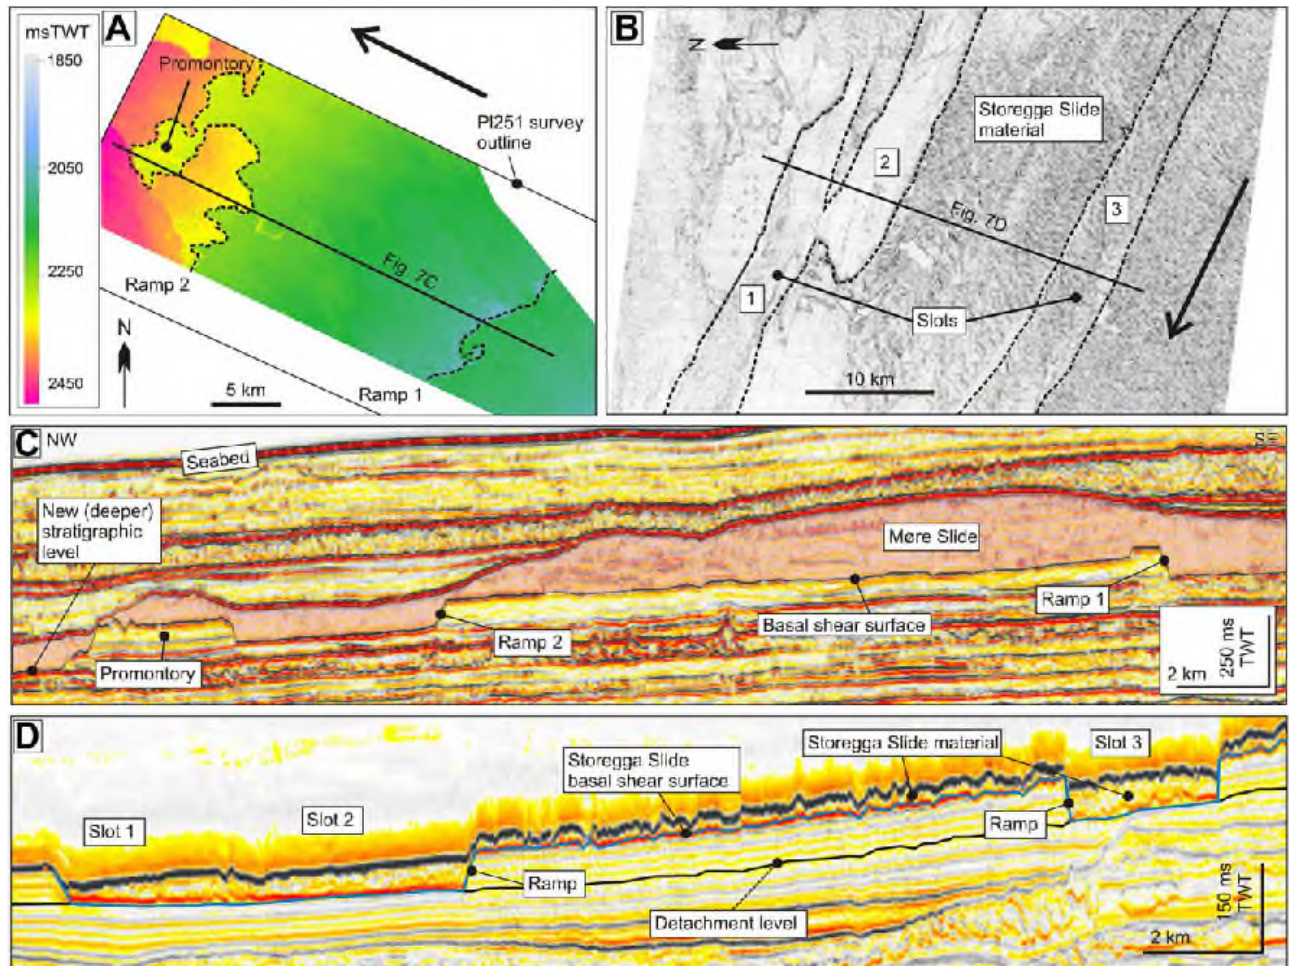 A
msTWT
1850
2050
2250
2450
Promontory
PI251 survey
outline
Fig. 7C
Ramp 2
Ramp 1
N
5 km
B
N
Storegga Slide
material
2
3
Fig. 7D
1
Slots
10 km
C
NW
SE
Seabed
New (deeper)
stratigraphic
level
Møre Slide
Ramp 1
Ramp 2
Basal shear surface
Promontory
2 km
250 ms
TWT
D
Storegga Slide
basal shear surface
Storegga Slide material
Slot 3
Slot 1
Slot 2
Ramp
Ramp
Detachment level
2 km
150 ms
TWT